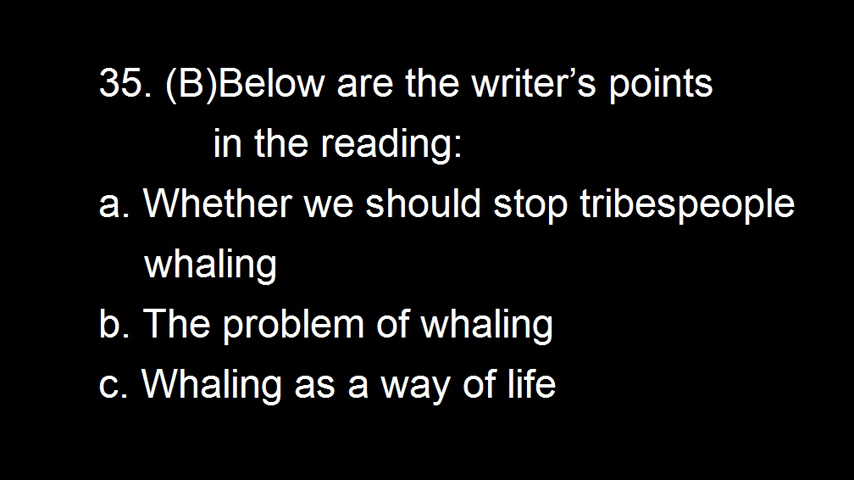 35. (B)Below are the writer’s points
in the reading:
a. Whether we should stop tribespeople
whaling
b. The problem of whaling
c. Whaling as a way of life